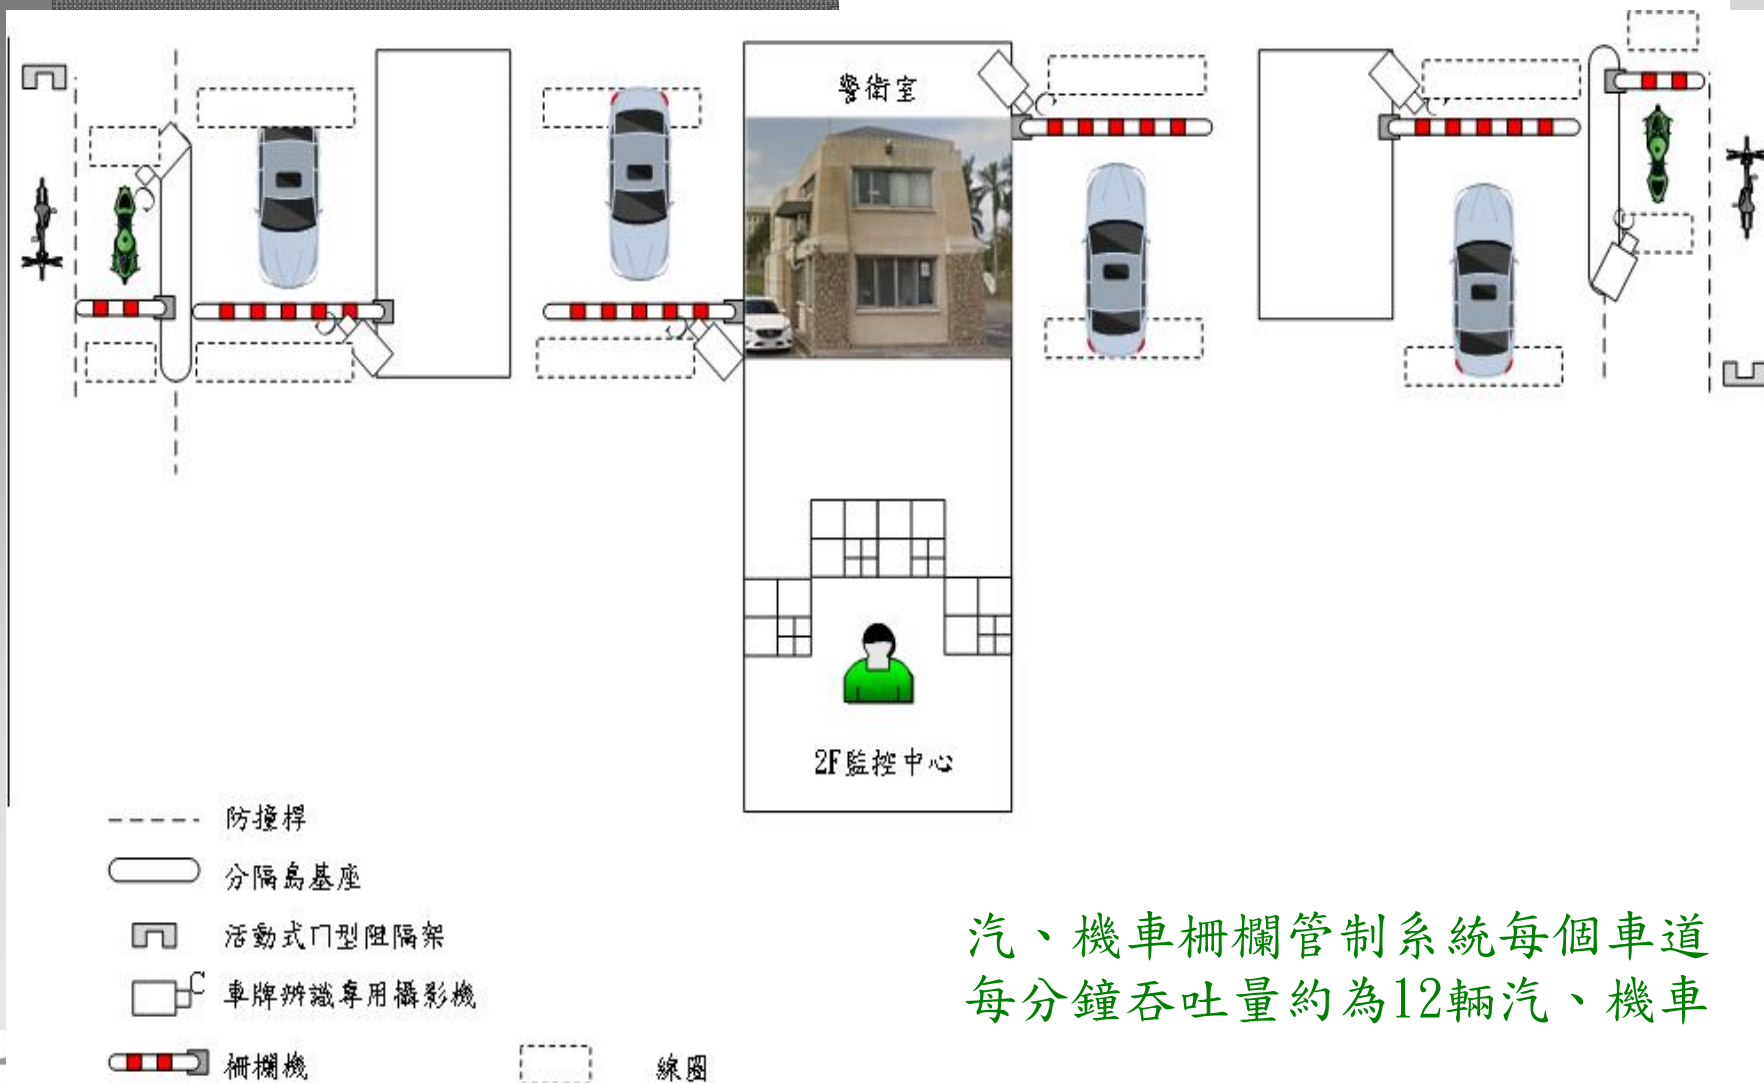 警衛室
2F監控中心
防撞桿
分隔島基座
活動式ㄇ型阻隔架
車牌辨識專用攝影機
柵欄機
線圈
汽、機車柵欄管制系統每個車道
每分鐘吞吐量約為12輛汽、機車